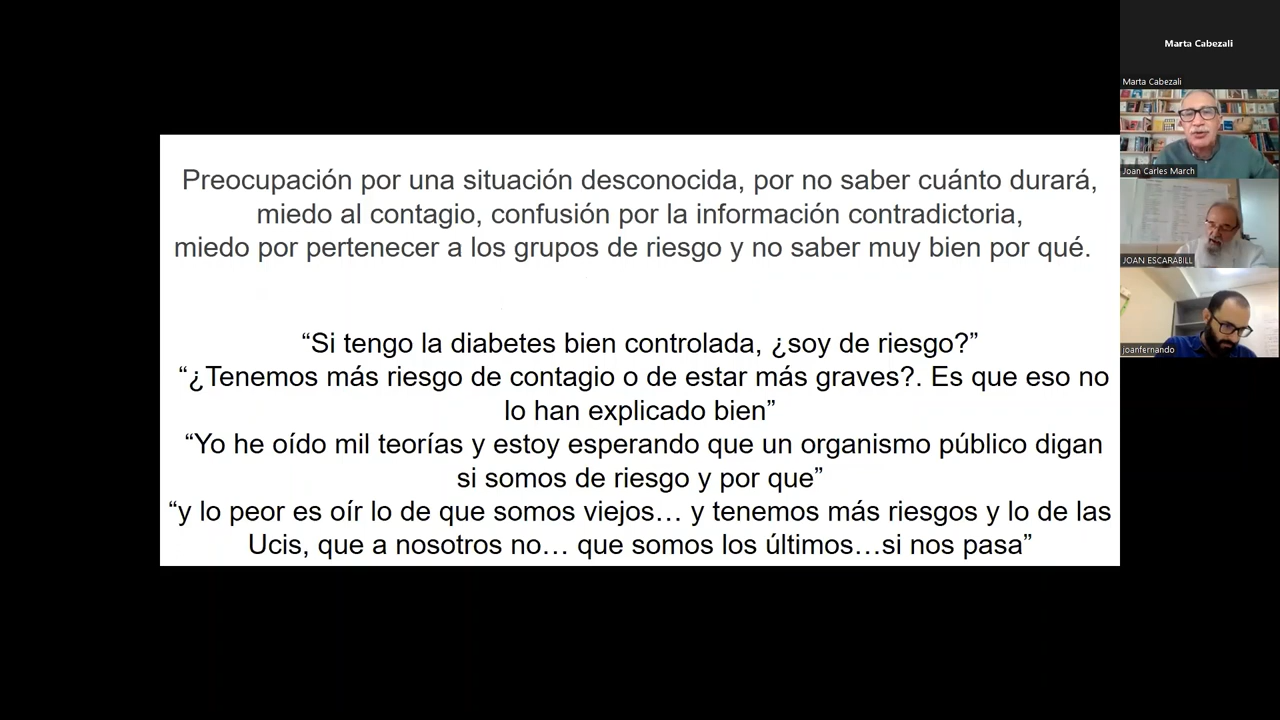 Preocupación por una situación desconocida, por no saber cuánto durará,
miedo al contagio, confusión por la información contradictoria,
miedo por pertenecer a los grupos de riesgo y no saber muy bien por qué.
“Si tengo la diabetes bien controlada, ¿soy de riesgo?”
“¿Tenemos más riesgo de contagio o de estar más graves?. Es que eso no
lo han explicado bien”
“Yo he oído mil teorías y estoy esperando que un organismo público digan
si somos de riesgo y por que”
“y lo peor es oír lo de que somos viejos… y tenemos más riesgos y lo de las
Ucis, que a nosotros no… que somos los últimos…si nos pasa”
Marta Cabezali
Marta Cabezali
Joan Carles March
JOAN ESCARABILL
joanfernando